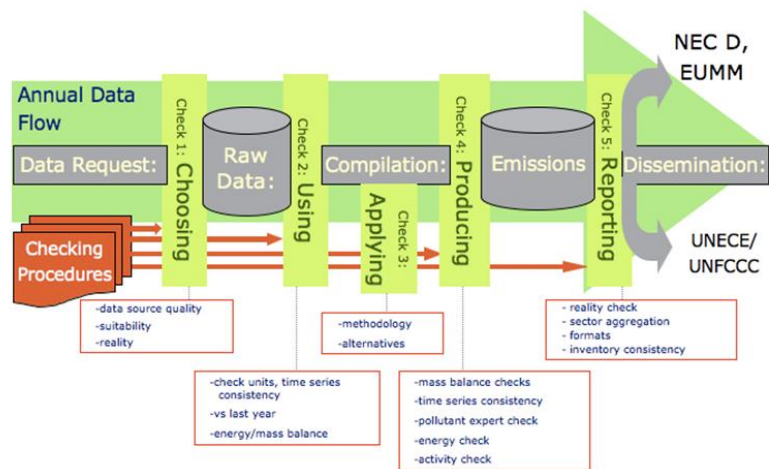 NEC D,
EUMM
Annual Data
Flow
Data Request:
Check 1: Choosing
Raw
Data:
Check 2: Using
Compilation:
Applying
Check 3:
Check 4: Producing
Emissions
Check 5: Reporting
Dissemination:
Checking
Procedures
UNECE/
UNFCCC
-data source quality
-suitability
-reality
-check units, time series
consistency
-vs last year
-energy/mass balance
-methodology
-alternatives
-mass balance checks
-time series consistency
-pollutant expert check
-energy check
-activity check
- reality check
- sector aggregation
- formats
- inventory consistency